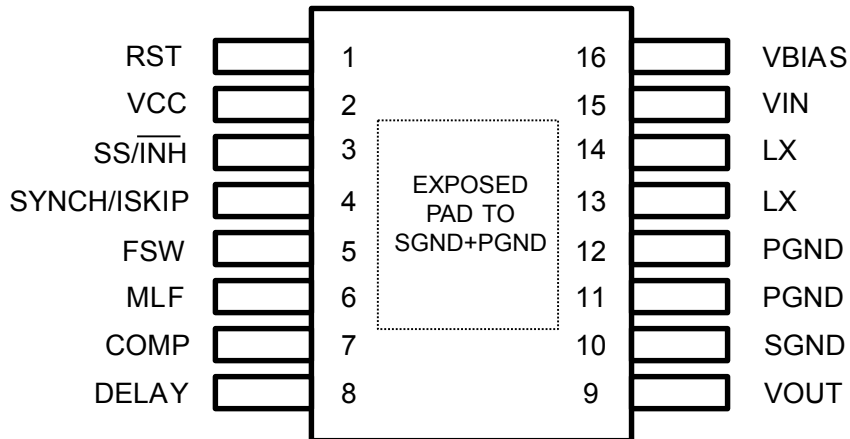 RST 1 16 VBIAS
VCC 2 15 VIN
SS/INH 3 14 LX
SYNCH/ISKIP 4 13 LX
FSW 5 12 PGND
MLF 6 11 PGND
COMP 7 10 SGND
DELAY 8 9 VOUT
EXPOSED
PAD TO
SGND+PGND